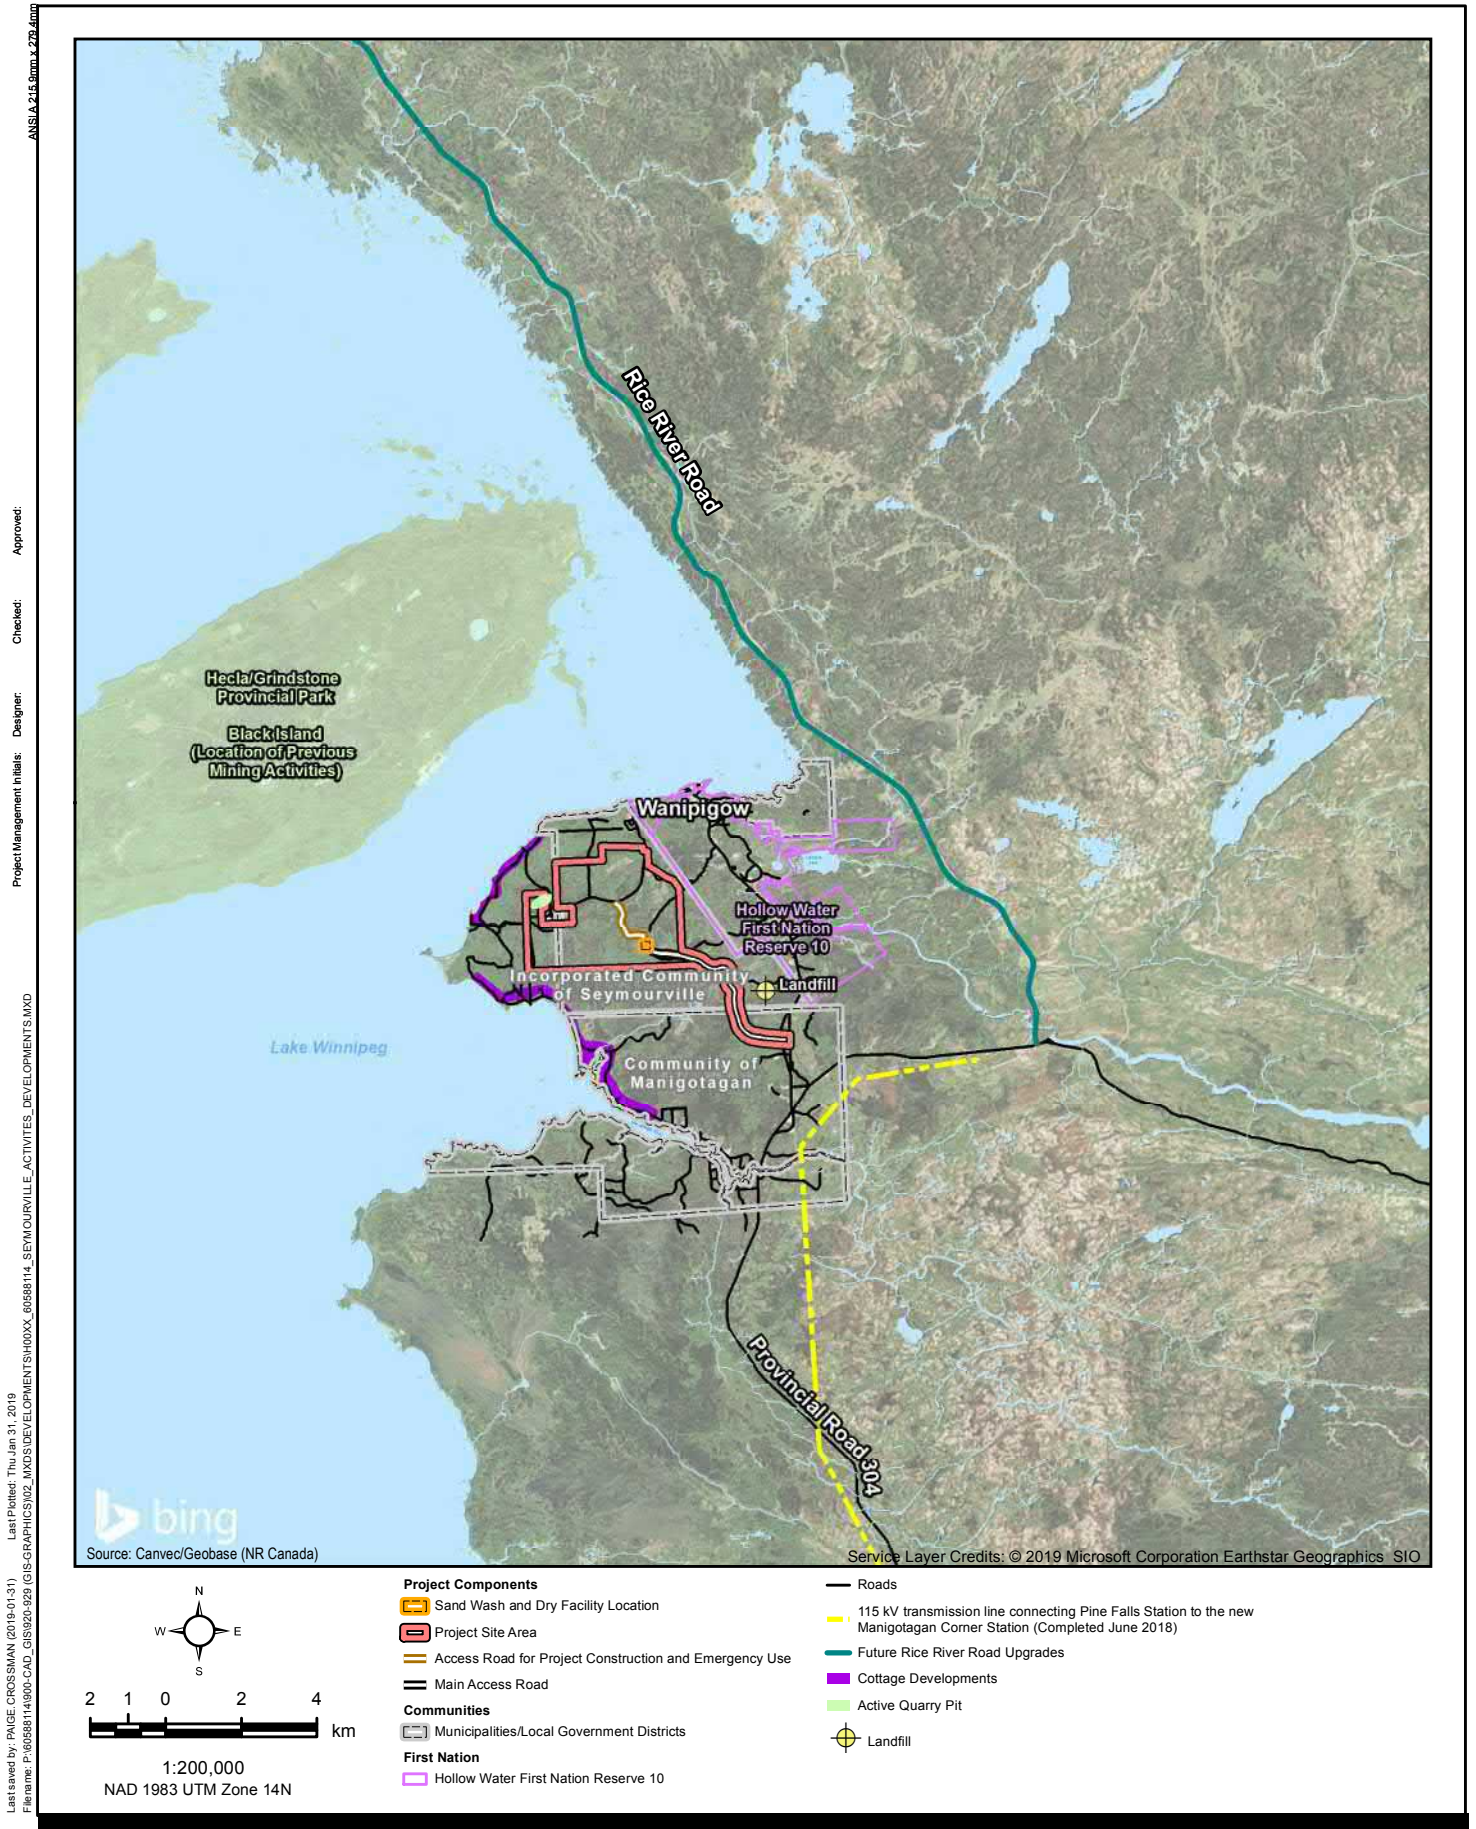 ANSI A 215.9mm x 279.4mm
Approved:
Checked:
Designer:
Project Management Initials:
Last Plotted: Thu Jan 31, 2019
Last saved by: PAIGE.CROSSMAN (2019-01-31)
Filename: P:\60588114\900-CAD_GIS\920-929 (GIS-GRAPHICS)\02_MXDS\DEVELOPMENTS\H00XX_60588114_SEYMOURVILLE_ACTIVITES_DEVELOPMENTS.MXD
Rice River Road
Hecla/Grindstone
Provincial Park
Black Island
(Location of Previous
Mining Activities)
Wanipigow
Hollow Water
First Nation
Reserve 10
Incorporated Community
of Seymourville
Landfill
Lake Winnipeg
Community of
Manigotagan
Provincial Road 304
bing
Source: Canvec/Geobase (NR Canada)
Service Layer Credits: © 2019 Microsoft Corporation Earthstar Geographics SIO
N
W
E
S
2 1 0 2 4
km
1:200,000
NAD 1983 UTM Zone 14N
Project Components
Sand Wash and Dry Facility Location
Project Site Area
Access Road for Project Construction and Emergency Use
Main Access Road
Communities
Municipalities/Local Government Districts
First Nation
Hollow Water First Nation Reserve 10
Roads
115 kV transmission line connecting Pine Falls Station to the new
Manigotagan Corner Station (Completed June 2018)
Future Rice River Road Upgrades
Cottage Developments
Active Quarry Pit
Landfill